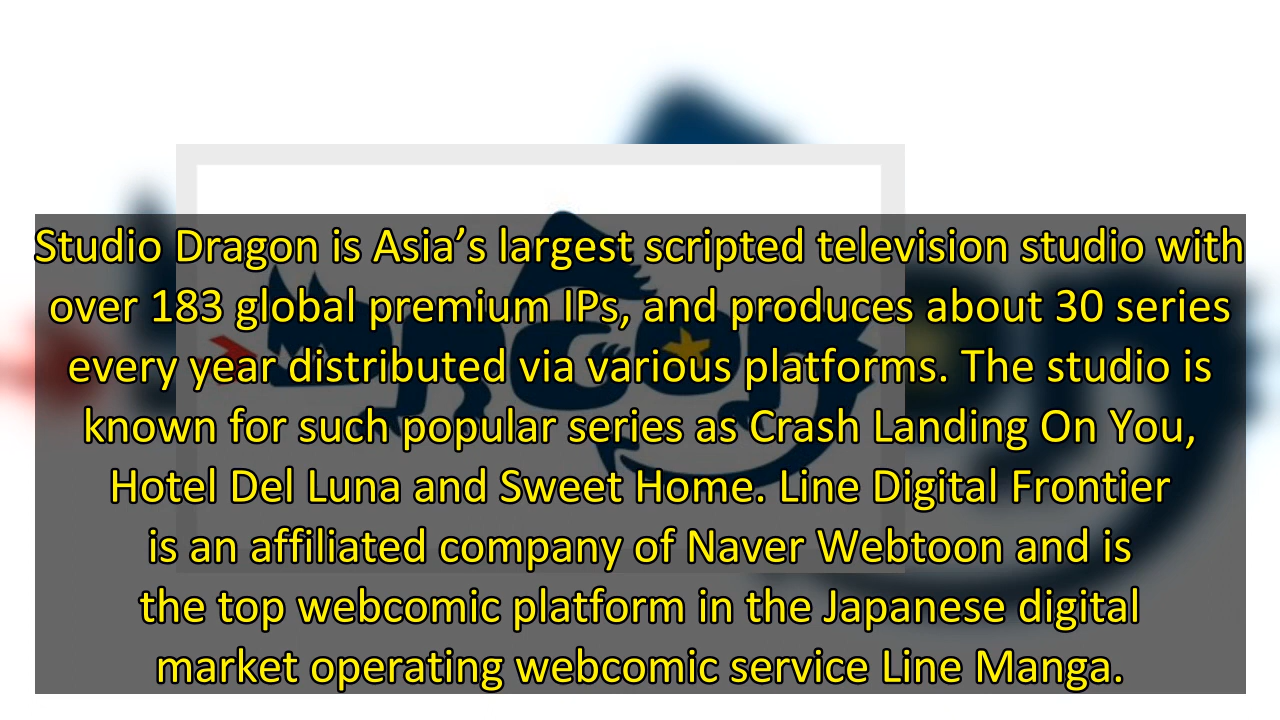 Studio Dragon is Asia’s largest scripted television studio with
over 183 global premium IPs, and produces about 30 series
every year distributed via various platforms. The studio is
known for such popular series as Crash Landing On You,
Hotel Del Luna and Sweet Home. Line Digital Frontier
is an affiliated company of Naver Webtoon and is
the top webcomic platform in the Japanese digital
market operating webcomic service Line Manga.